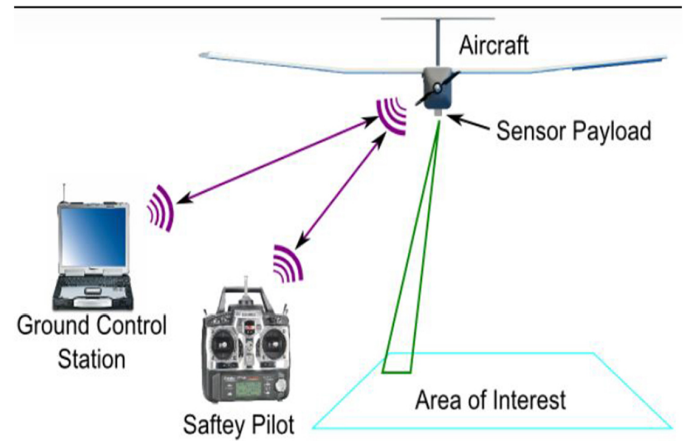 Aircraft
Sensor Payload
Ground Control
Station
Saftey Pilot
Area of Interest